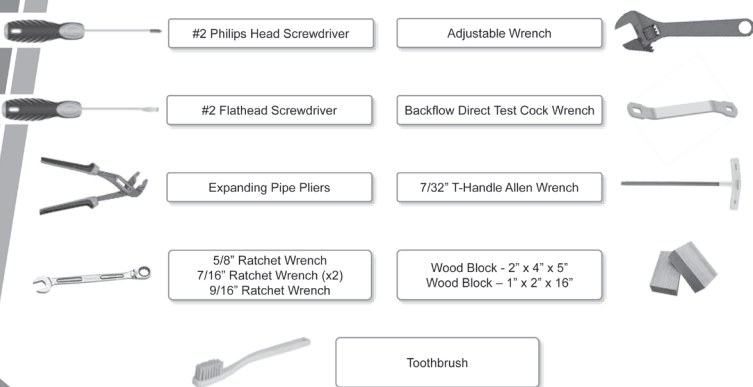 #2 Philips Head Screwdriver
Adjustable Wrench
#2 Flathead Screwdriver
Backflow Direct Test Cock Wrench
Expanding Pipe Pliers
7/32” T-Handle Allen Wrench
5/8” Ratchet Wrench
7/16” Ratchet Wrench (x2)
9/16” Ratchet Wrench
Wood Block - 2” x 4” x 5”
Wood Block – 1” x 2” x 16”
Toothbrush